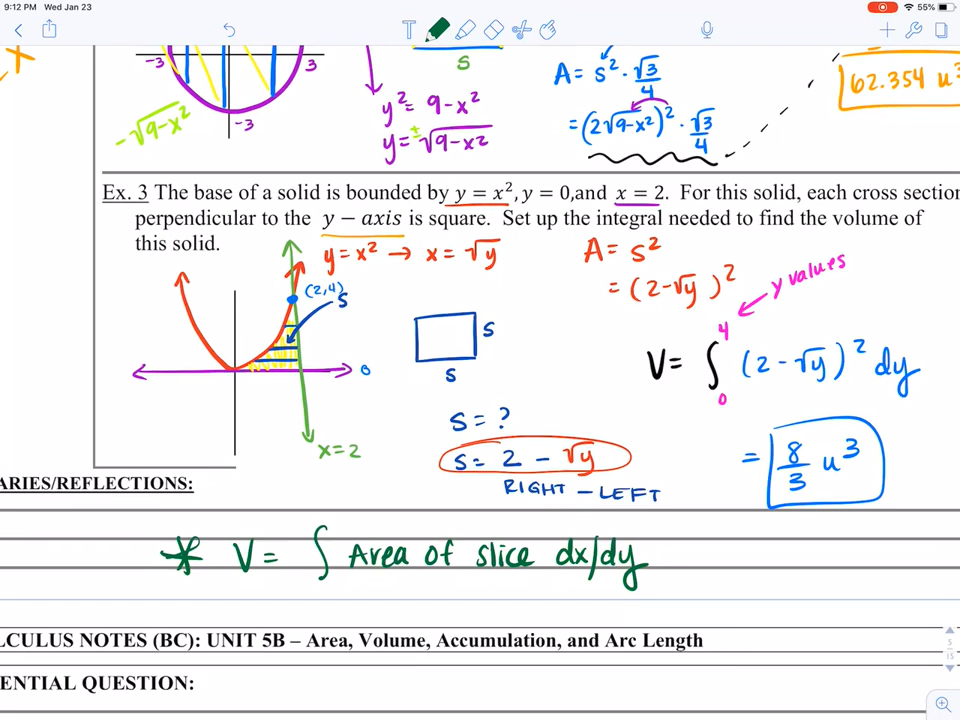 9:12 PM Wed Jan 23
55%
T
x
-3
3
-3
-√(9-x²)
y² = 9-x²
y = ±√(9-x²)
S
A = s² · √3/4
= (2√(9-x²))² · √3/4
62.354 u³
Ex. 3 The base of a solid is bounded by y = x², y = 0, and x = 2. For this solid, each cross section
perpendicular to the y − axis is square. Set up the integral needed to find the volume of
this solid.
y = x² → x = √y
(2,4)
S
x = 2
S
S
S = ?
S = 2 - √y
RIGHT - LEFT
A = s²
= (2-√y)²
y values
V = ∫₀⁴ (2-√y)² dy
= 8/3 u³
ARIES/REFLECTIONS:
* V = ∫ Area of slice dx/dy
LCULUS NOTES (BC): UNIT 5B – Area, Volume, Accumulation, and Arc Length
ENTIAL QUESTION: